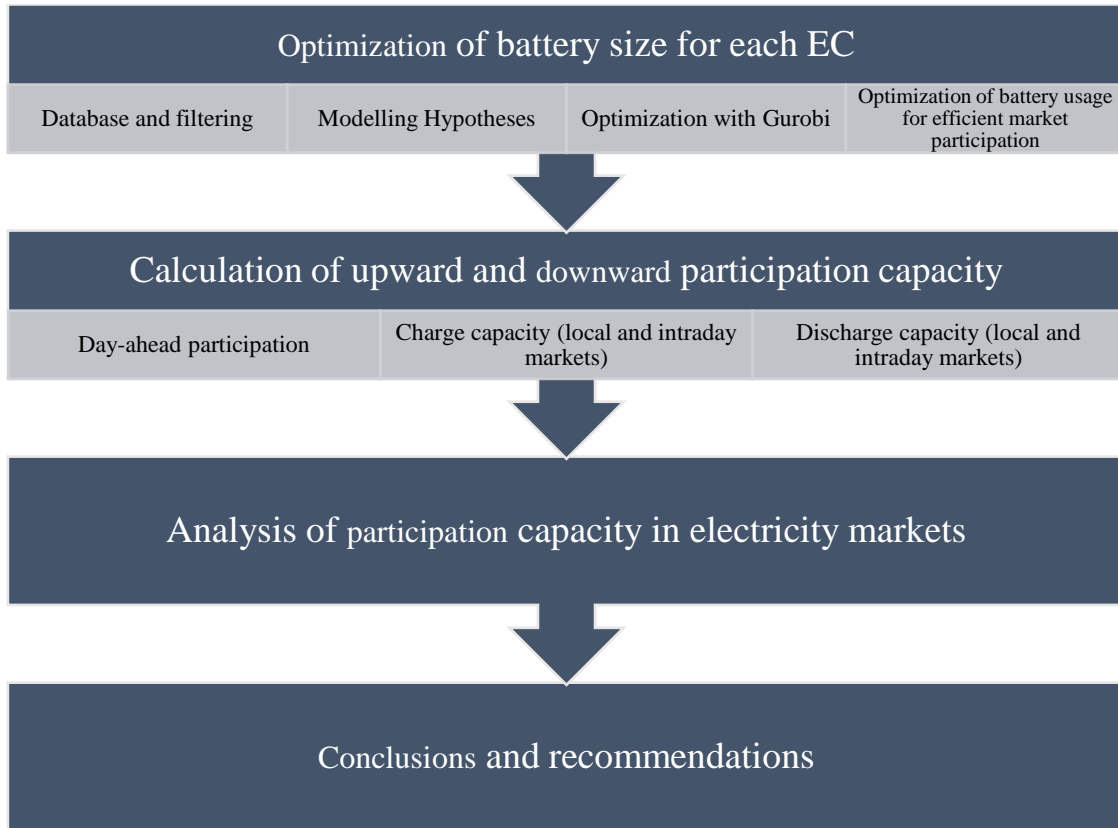 Optimization of battery size for each EC
Database and filtering
Modelling Hypotheses
Optimization with Gurobi
Optimization of battery usage
for efficient market
participation
Calculation of upward and downward participation capacity
Day-ahead participation
Charge capacity (local and intraday
markets)
Discharge capacity (local and
intraday markets)
Analysis of participation capacity in electricity markets
Conclusions and recommendations